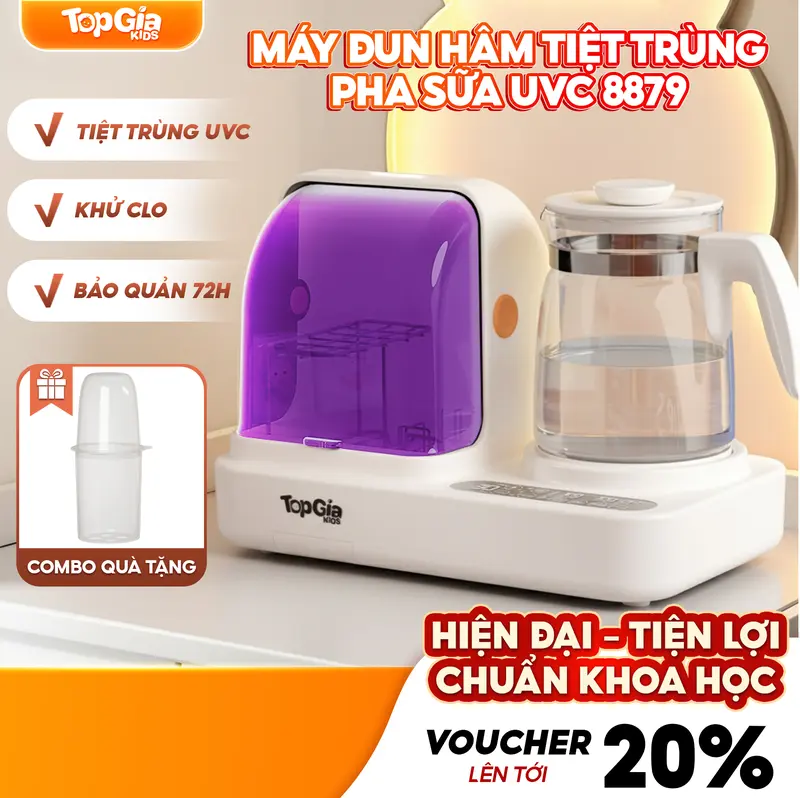 TopGia
KIDS
MÁY ĐUN HÂM TIỆT TRÙNG
PHA SỮA UVC 8879
TIỆT TRÙNG UVC
KHỬ CLO
BẢO QUẢN 72H
COMBO QUÀ TẶNG
TopGia
KIDS
HIỆN ĐẠI - TIỆN LỢI
CHUẨN KHOA HỌC
VOUCHER
LÊN TỚI
20%